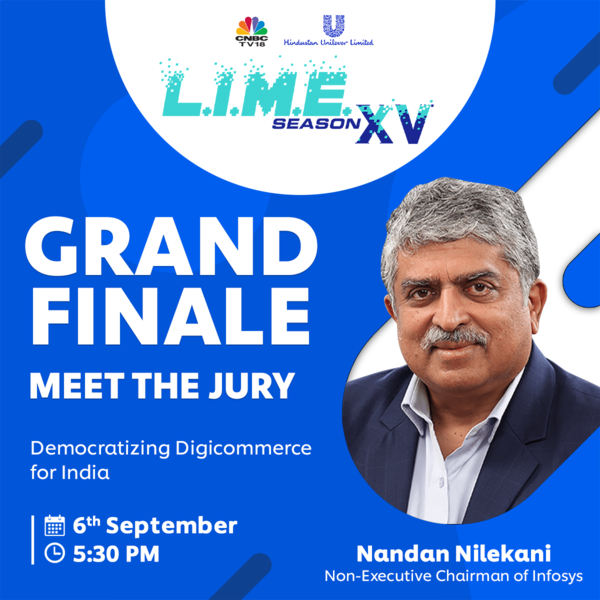 CNBC
TV18
Hindustan Unilever Limited
L.I.M.E.
SEASON XV
GRAND
FINALE
MEET THE JURY
Democratizing Digicommerce
for India
6th September
5:30 PM
Nandan Nilekani
Non-Executive Chairman of Infosys